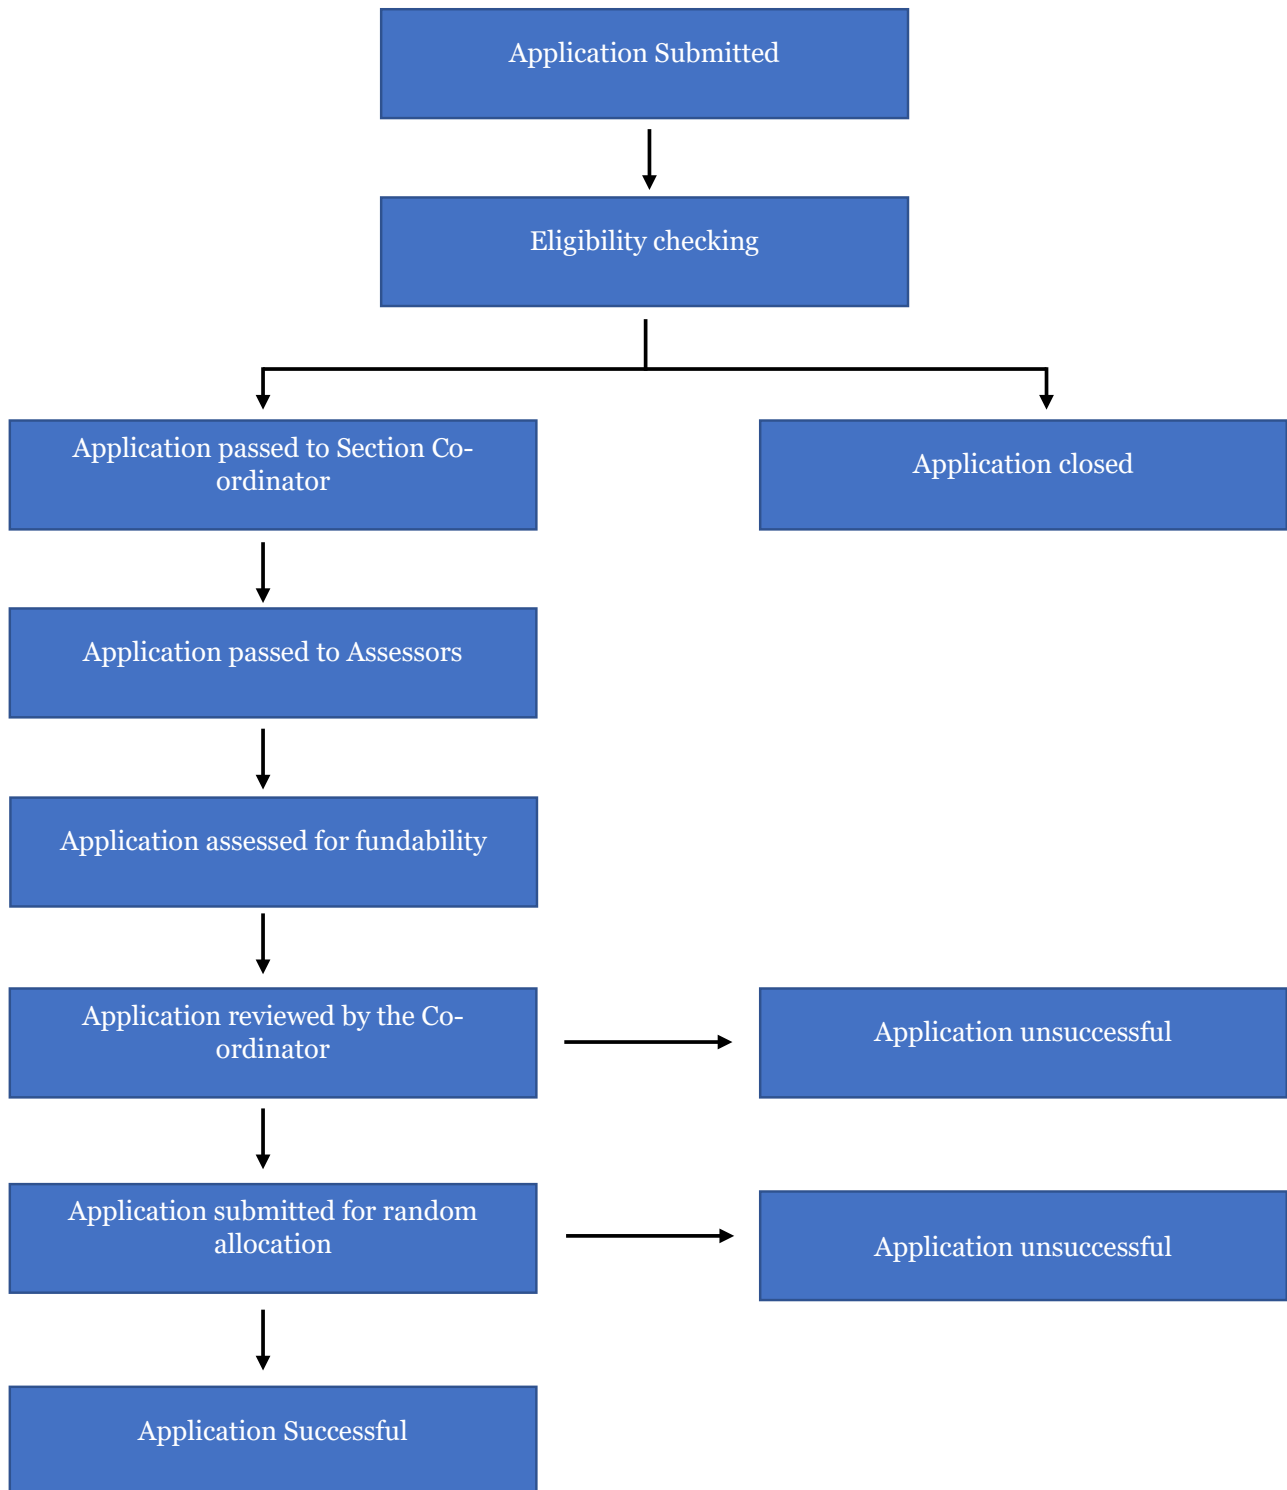 Application Submitted
Eligibility checking
Application passed to Section Co-
ordinator
Application closed
Application passed to Assessors
Application assessed for fundability
Application reviewed by the Co-
ordinator
Application unsuccessful
Application submitted for random
allocation
Application unsuccessful
Application Successful